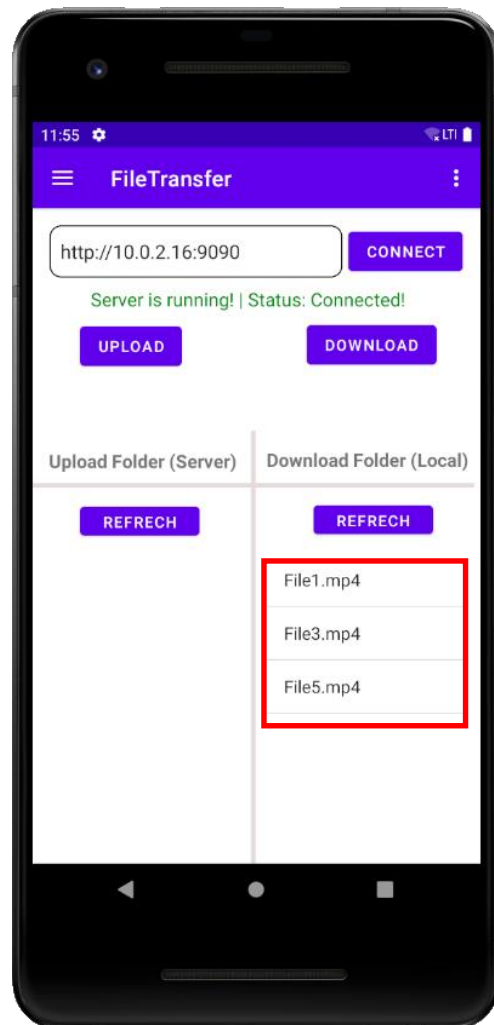 11:55 LTE
FileTransfer
http://10.0.2.16:9090 CONNECT
Server is running! | Status: Connected!
UPLOAD DOWNLOAD
Upload Folder (Server) Download Folder (Local)
REFRECH REFRECH
File1.mp4
File3.mp4
File5.mp4